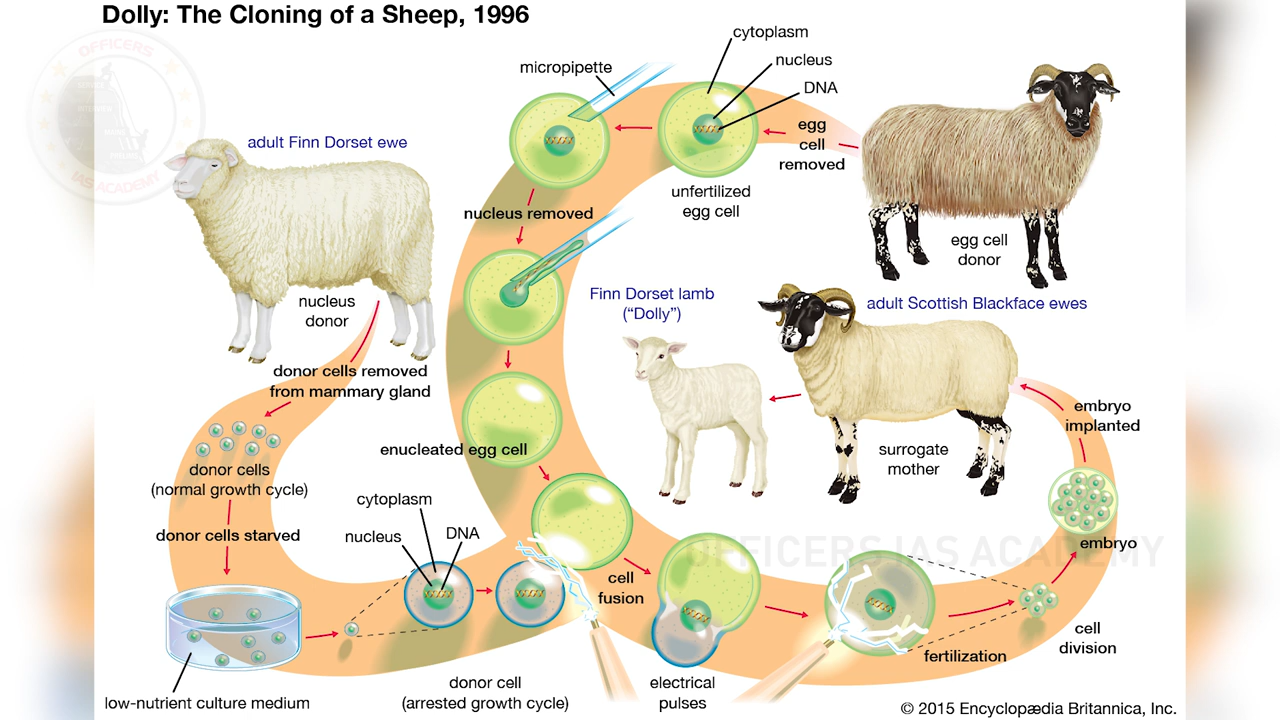 Dolly: The Cloning of a Sheep, 1996
OFFICERS
IAS ACADEMY
adult Finn Dorset ewe
nucleus
donor
donor cells removed
from mammary gland
donor cells
(normal growth cycle)
donor cells starved
low-nutrient culture medium
cytoplasm
nucleus
DNA
donor cell
(arrested growth cycle)
micropipette
cytoplasm
nucleus
DNA
egg
cell
removed
unfertilized
egg cell
egg cell
donor
nucleus removed
enucleated egg cell
cell
fusion
electrical
pulses
fertilization
cell
division
embryo
embryo
implanted
adult Scottish Blackface ewes
surrogate
mother
Finn Dorset lamb
(“Dolly”)
OFFICERS IAS ACADEMY
© 2015 Encyclopædia Britannica, Inc.